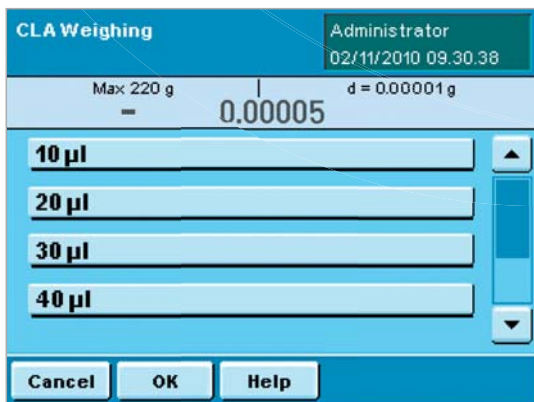 CLA Weighing
Administrator
02/11/2010 09.30.38
Max 220 g
d = 0.00001 g
– 0.00005
10 µl
20 µl
30 µl
40 µl
Cancel OK Help